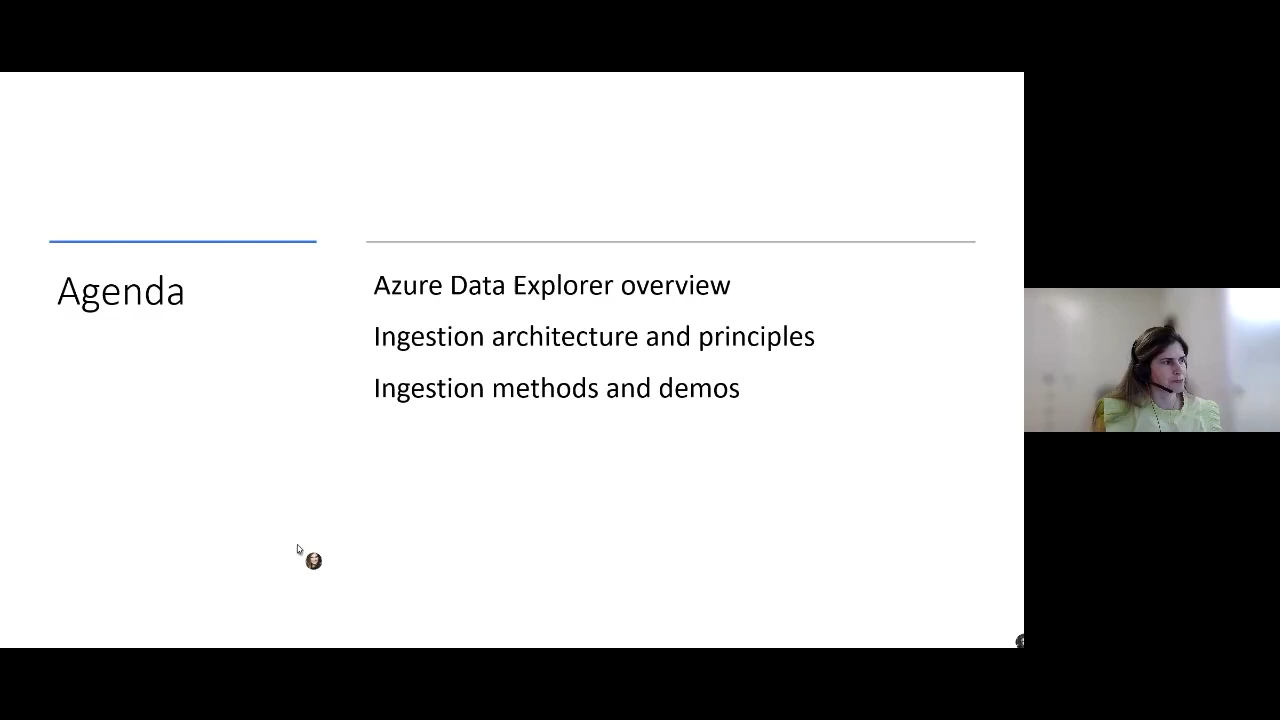 Agenda
Azure Data Explorer overview
Ingestion architecture and principles
Ingestion methods and demos